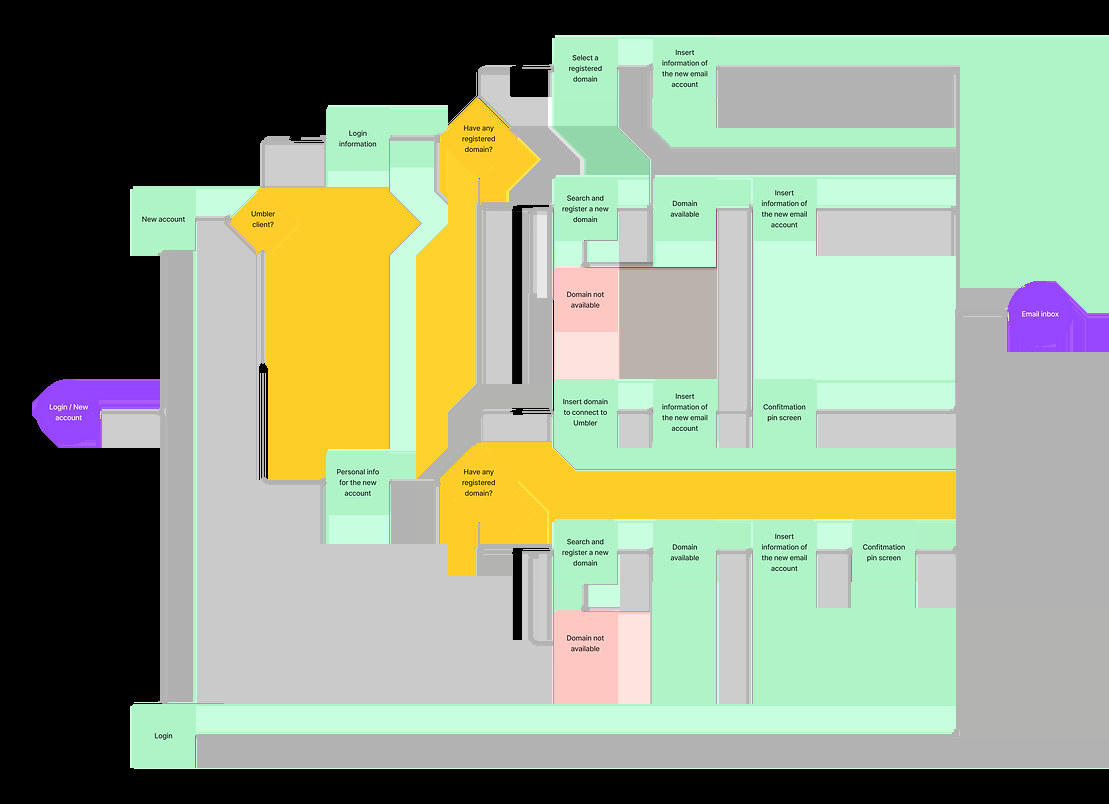 Select a
registered
domain
Insert
information of
the new email
account
Login
information
Have any
registered
domain?
New account
Umbler
client?
Search and
register a new
domain
Domain
available
Insert
information of
the new email
account
Domain not
available
Email inbox
Login / New
account
Insert domain
to connect to
Umbler
Insert
information of
the new email
account
Confitmation
pin screen
Personal info
for the new
account
Have any
registered
domain?
Search and
register a new
domain
Domain
available
Insert
information of
the new email
account
Confitmation
pin screen
Domain not
available
Login